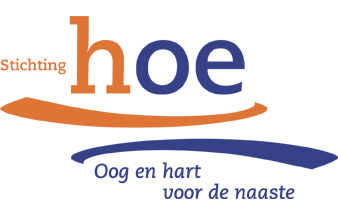 Stichting hoe
Oog en hart
voor de naaste